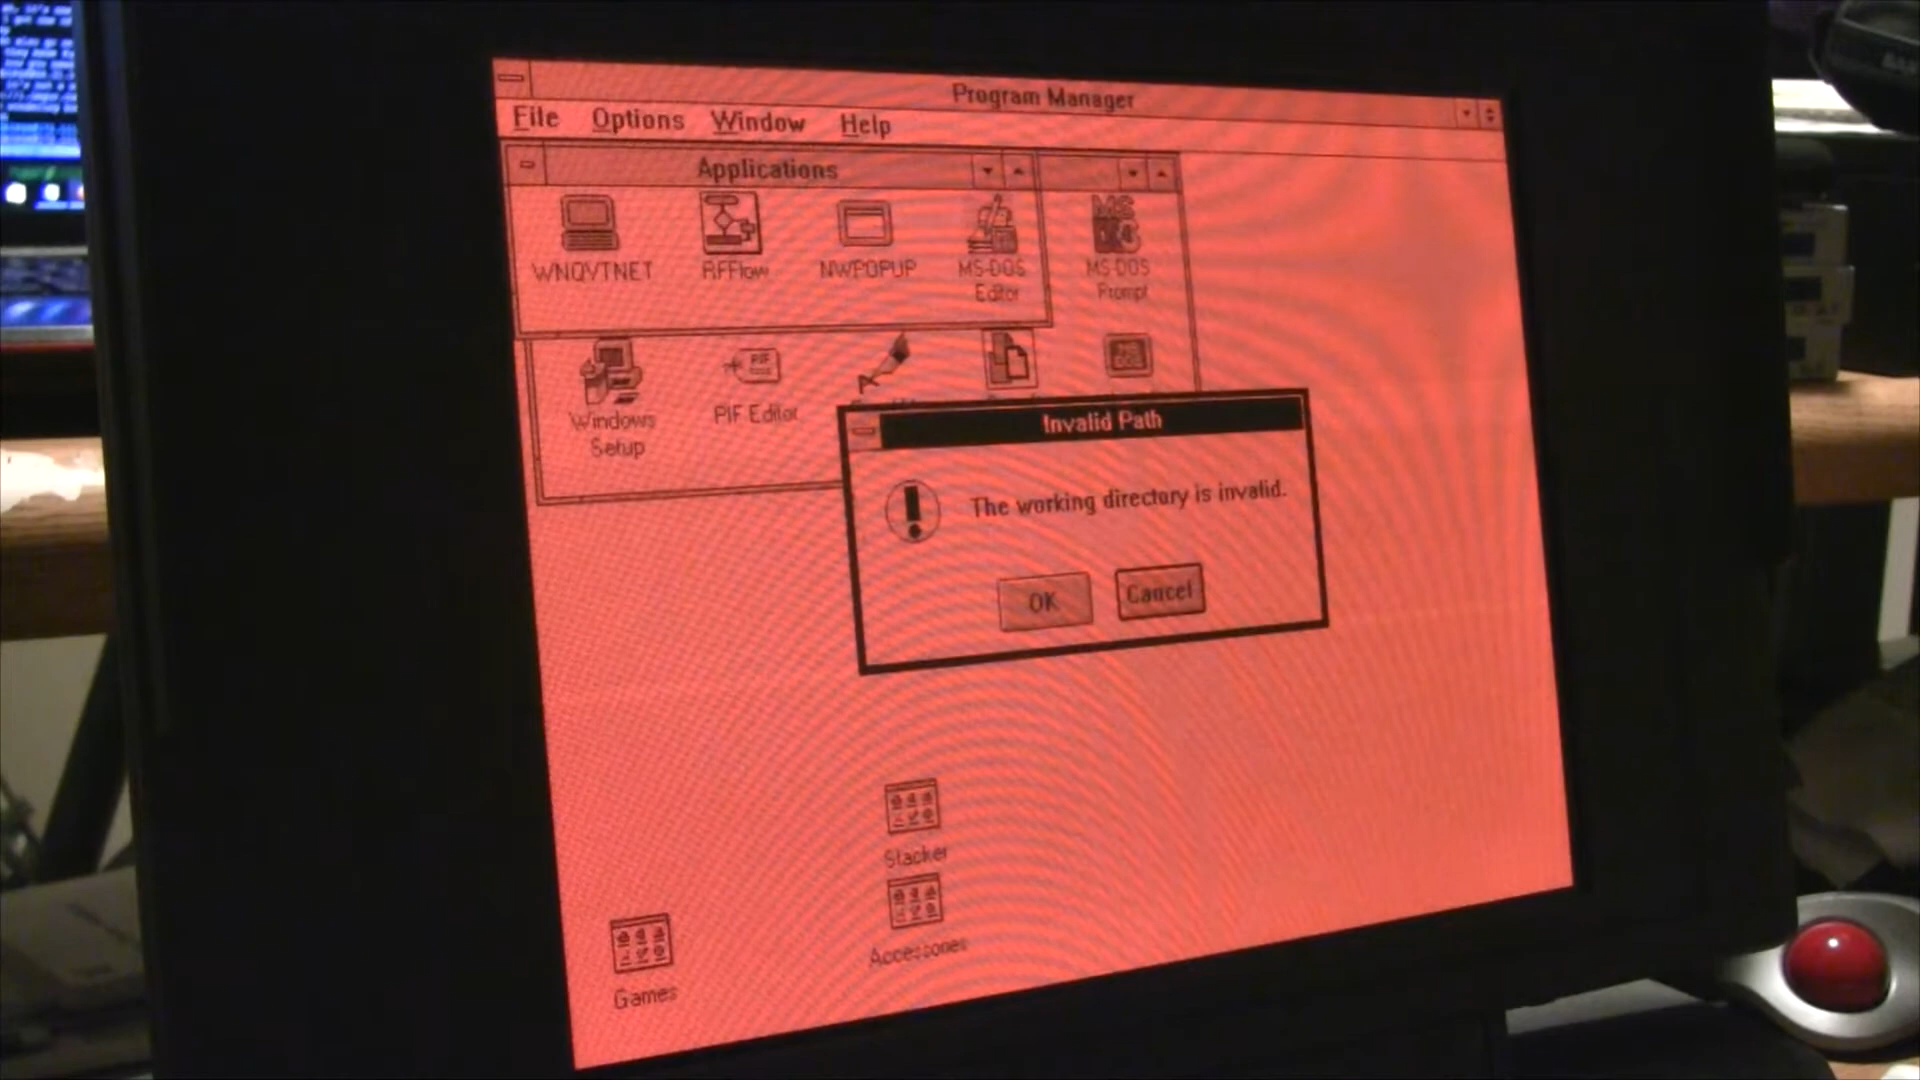 Program Manager
File Options Window Help
Applications
WNQVTNET
RFFlow
NWPOPUP
MS-DOS
Editor
MS-DOS
Prompt
Windows
Setup
PIF Editor
Invalid Path
The working directory is invalid.
OK
Cancel
Stacker
Accessories
Games